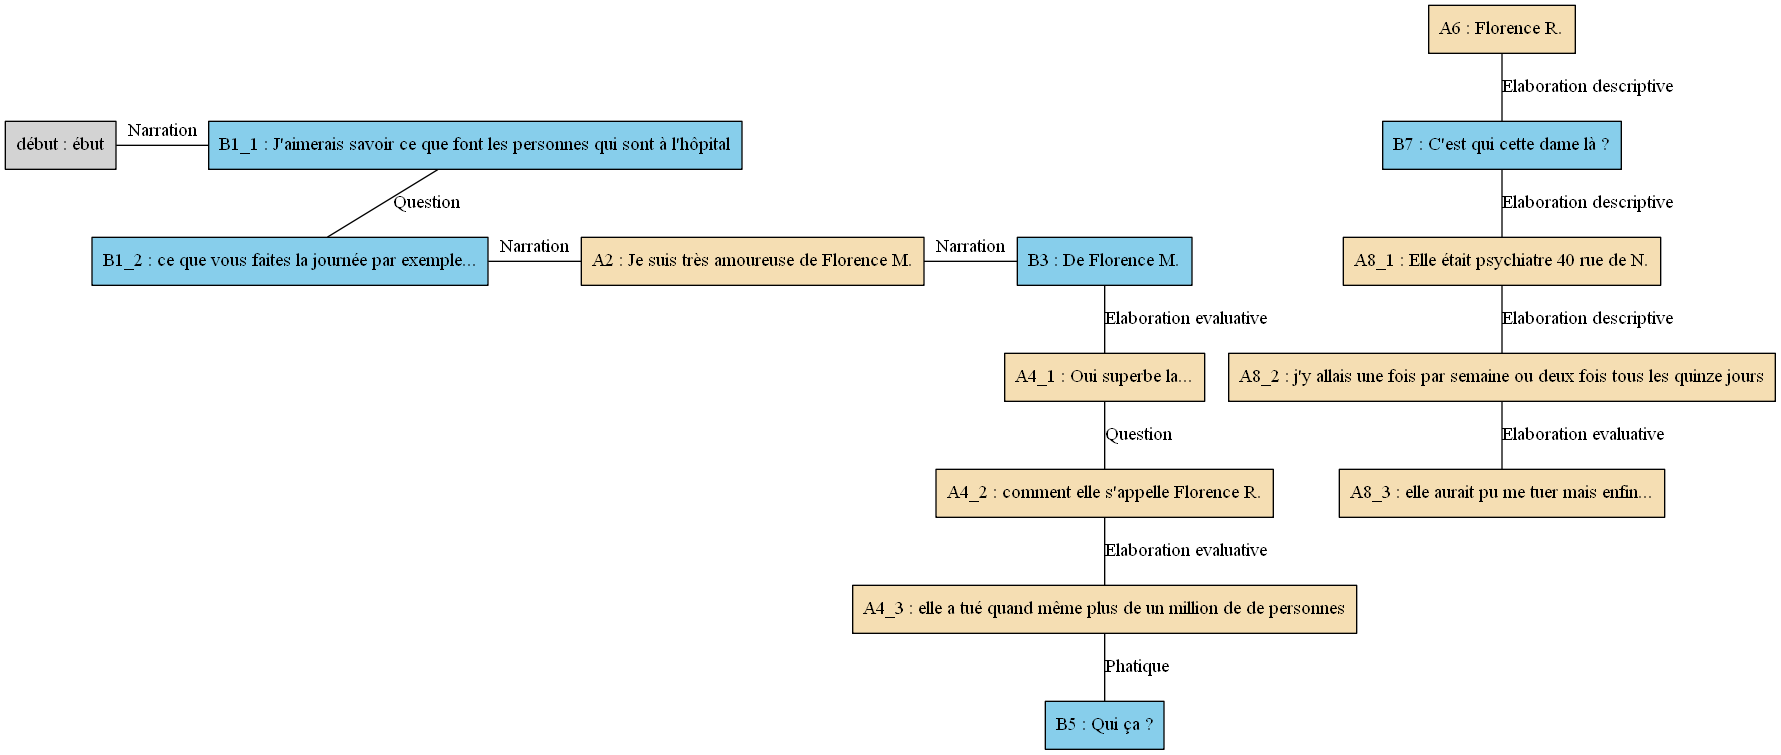 A6 : Florence R.
Elaboration descriptive
début : ébut
Narration
B1_1 : J'aimerais savoir ce que font les personnes qui sont à l'hôpital
B7 : C'est qui cette dame là ?
Question
Elaboration descriptive
B1_2 : ce que vous faites la journée par exemple...
Narration
A2 : Je suis très amoureuse de Florence M.
Narration
B3 : De Florence M.
A8_1 : Elle était psychiatre 40 rue de N.
Elaboration evaluative
Elaboration descriptive
A4_1 : Oui superbe la...
A8_2 : j'y allais une fois par semaine ou deux fois tous les quinze jours
Question
Elaboration evaluative
A4_2 : comment elle s'appelle Florence R.
A8_3 : elle aurait pu me tuer mais enfin...
Elaboration evaluative
A4_3 : elle a tué quand même plus de un million de de personnes
Phatique
B5 : Qui ça ?